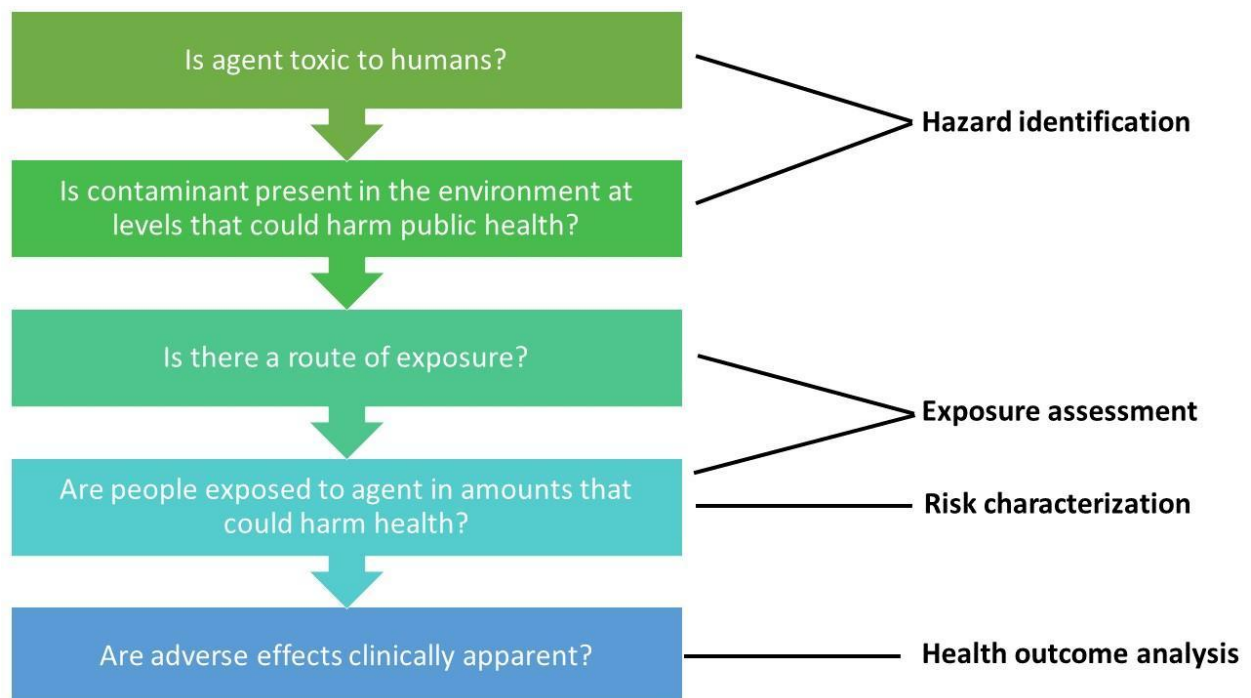 Is agent toxic to humans?
Hazard identification
Is contaminant present in the environment at
levels that could harm public health?
Is there a route of exposure?
Exposure assessment
Are people exposed to agent in amounts that
could harm health?
Risk characterization
Are adverse effects clinically apparent?
Health outcome analysis